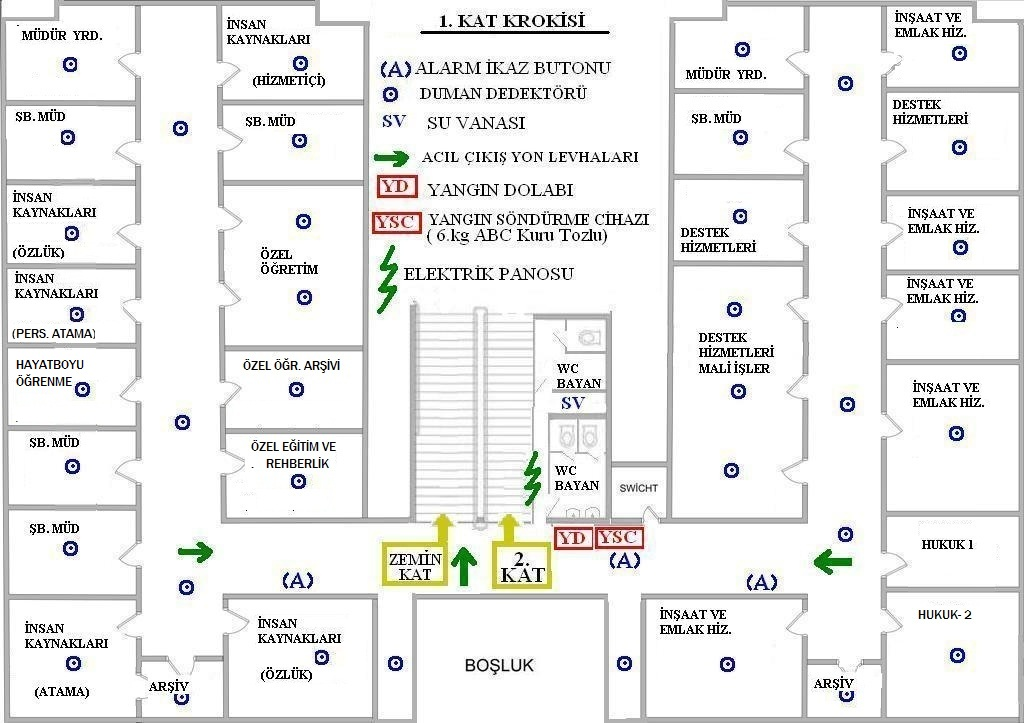 1. KAT KROKİSİ
(A) ALARM İKAZ BUTONU
DUMAN DEDEKTÖRÜ
SV SU VANASI
ACIL ÇIKIŞ YON LEVHALARI
YD YANGIN DOLABI
YSC YANGIN SÖNDÜRME CİHAZI
( 6.kg ABC Kuru Tozlu)
ELEKTRİK PANOSU
MÜDÜR YRD.
ŞB. MÜD
İNSAN
KAYNAKLARI
(ÖZLÜK)
İNSAN
KAYNAKLARI
(PERS. ATAMA)
HAYATBOYU
ÖĞRENME
ŞB. MÜD
ŞB. MÜD
İNSAN
KAYNAKLARI
(ATAMA)
ARŞİV
İNSAN
KAYNAKLARI
(HİZMETİÇİ)
ŞB. MÜD
ÖZEL
ÖĞRETİM
ÖZEL ÖĞR. ARŞİVİ
ÖZEL EĞİTİM VE
REHBERLİK
(A)
İNSAN
KAYNAKLARI
(ÖZLÜK)
WC
BAYAN
SV
WC
BAYAN
SWİCHT
YD YSC
(A)
ZEMİN
KAT
2.
KAT
BOŞLUK
MÜDÜR YRD.
ŞB. MÜD
DESTEK
HİZMETLERİ
DESTEK
HİZMETLERİ
MALİ İŞLER
(A)
İNŞAAT VE
EMLAK HİZ.
ARŞİV
İNŞAAT VE
EMLAK HİZ.
DESTEK
HİZMETLERİ
İNŞAAT VE
EMLAK HİZ.
İNŞAAT VE
EMLAK HİZ.
İNŞAAT VE
EMLAK HİZ.
HUKUK 1
HUKUK- 2